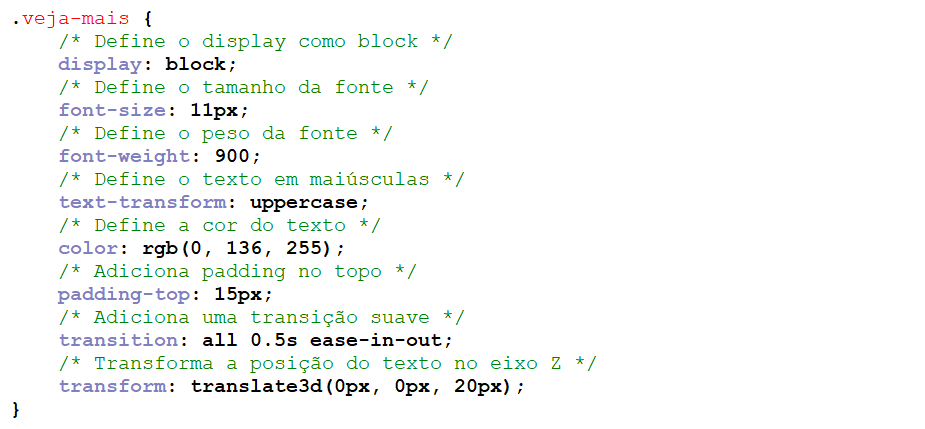 .veja-mais {
    /* Define o display como block */
    display: block;
    /* Define o tamanho da fonte */
    font-size: 11px;
    /* Define o peso da fonte */
    font-weight: 900;
    /* Define o texto em maiúsculas */
    text-transform: uppercase;
    /* Define a cor do texto */
    color: rgb(0, 136, 255);
    /* Adiciona padding no topo */
    padding-top: 15px;
    /* Adiciona uma transição suave */
    transition: all 0.5s ease-in-out;
    /* Transforma a posição do texto no eixo Z */
    transform: translate3d(0px, 0px, 20px);
}